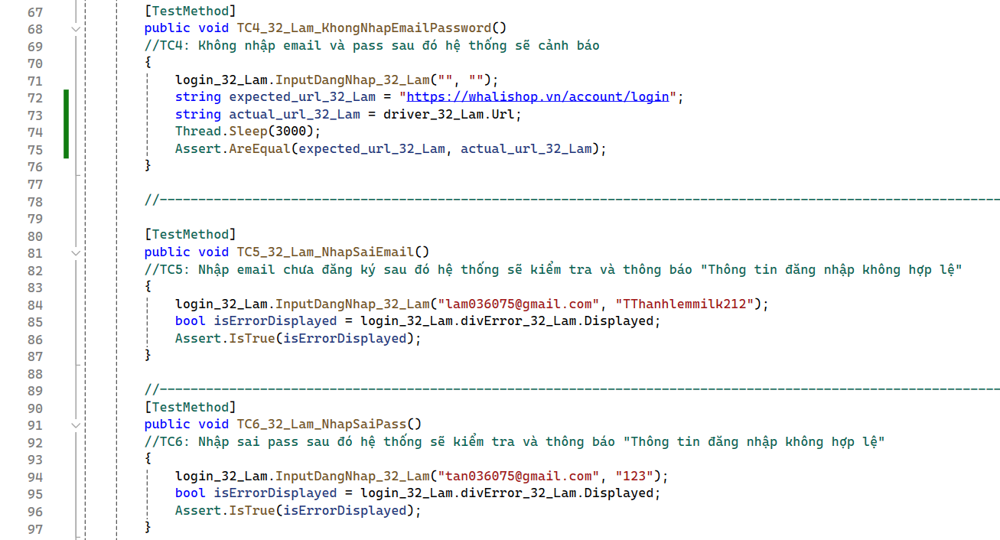 67 [TestMethod]
68 public void TC4_32_Lam_KhongNhapEmailPassword()
69 //TC4: Không nhập email và pass sau đó hệ thống sẽ cảnh báo
70 {
71 login_32_Lam.InputDangNhap_32_Lam("", "");
72 string expected_url_32_Lam = "https://whalishop.vn/account/login";
73 string actual_url_32_Lam = driver_32_Lam.Url;
74 Thread.Sleep(3000);
75 Assert.AreEqual(expected_url_32_Lam, actual_url_32_Lam);
76 }
77
78 //------------------------------------------------------------------------------------------------------------
79
80 [TestMethod]
81 public void TC5_32_Lam_NhapSaiEmail()
82 //TC5: Nhập email chưa đăng ký sau đó hệ thống sẽ kiểm tra và thông báo "Thông tin đăng nhập không hợp lệ"
83 {
84 login_32_Lam.InputDangNhap_32_Lam("lam036075@gmail.com", "TThanhlemmilk212");
85 bool isErrorDisplayed = login_32_Lam.divError_32_Lam.Displayed;
86 Assert.IsTrue(isErrorDisplayed);
87 }
88
89 //------------------------------------------------------------------------------------------------------------
90 [TestMethod]
91 public void TC6_32_Lam_NhapSaiPass()
92 //TC6: Nhập sai pass sau đó hệ thống sẽ kiểm tra và thông báo "Thông tin đăng nhập không hợp lệ"
93 {
94 login_32_Lam.InputDangNhap_32_Lam("tan036075@gmail.com", "123");
95 bool isErrorDisplayed = login_32_Lam.divError_32_Lam.Displayed;
96 Assert.IsTrue(isErrorDisplayed);
97 }